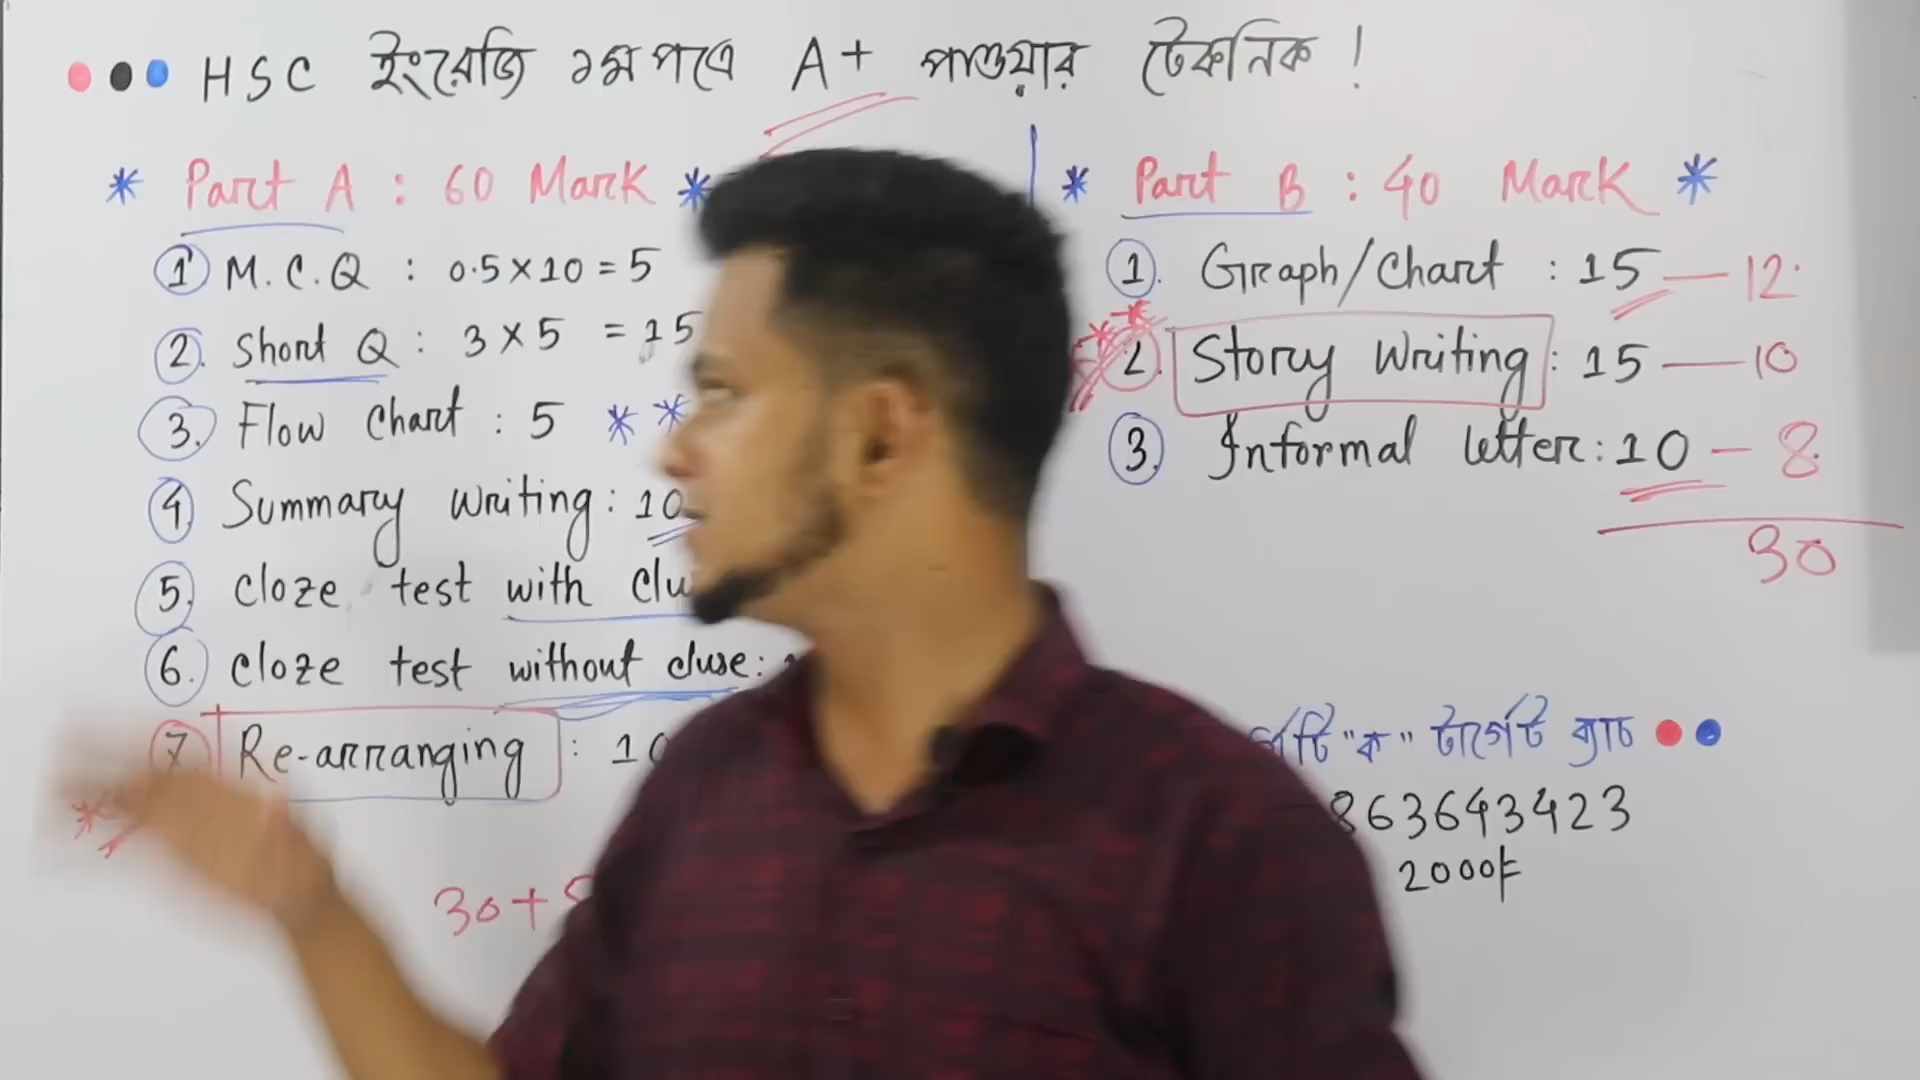 HSC ইংরেজি ১ম পত্রে A+ পাওয়ার টেকনিক !
* Part A : 60 Mark *
1 M.C.Q : 0.5×10 = 5
2. Short Q : 3×5 = 15
3. Flow Chart : 5 **
4 Summary Writing : 10
5. Cloze test with
6. Cloze test without cluse :
7 Re-arranging : 10
30+
* Part B : 40 Mark *
1. Graph/Chart : 15 — 12
2. Story Writing : 15 — 10
3. Informal letter : 10 — 8
30
"ক" টার্গেট ব্যাচ
863643423
2000/-